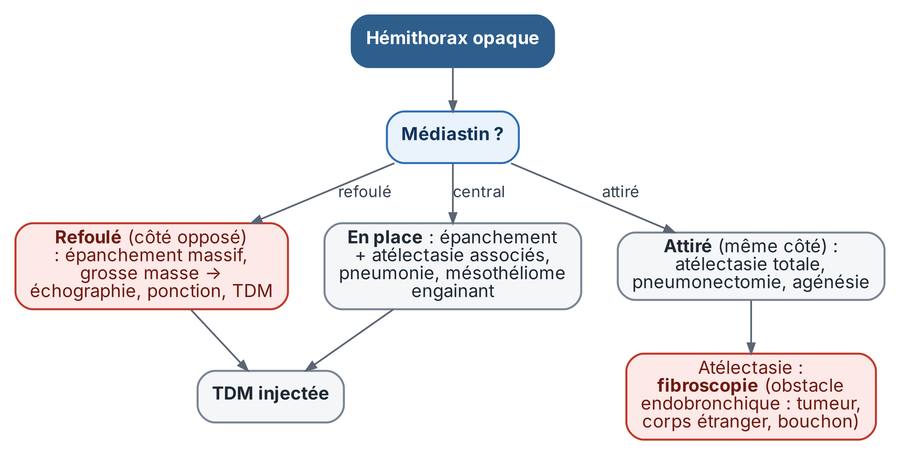 Hémithorax opaque
Médiastin ?
refoulé
central
attiré
Refoulé (côté opposé)
: épanchement massif,
grosse masse →
échographie, ponction, TDM
En place : épanchement
+ atélectasie associés,
pneumonie, mésothéliome
engainant
Attiré (même côté) :
atélectasie totale,
pneumonectomie, agénésie
TDM injectée
Atélectasie :
fibroscopie (obstacle
endobronchique : tumeur,
corps étranger, bouchon)